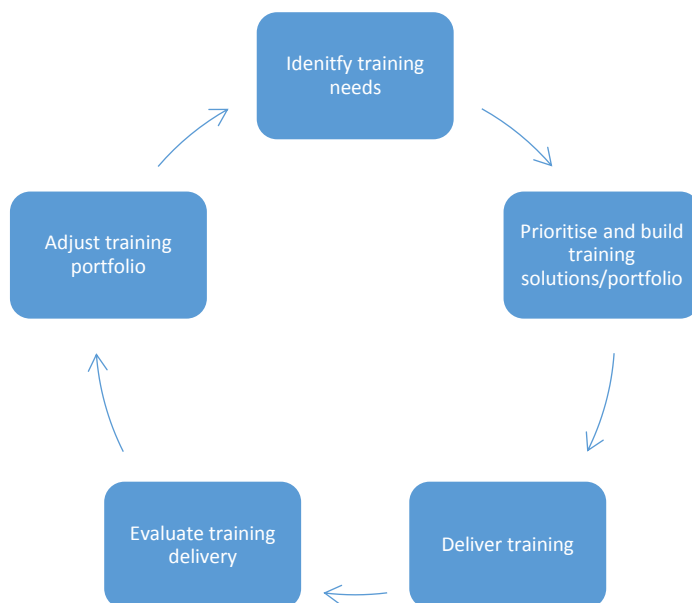 Idenitfy training
needs
Prioritise and build
training
solutions/portfolio
Deliver training
Evaluate training
delivery
Adjust training
portfolio